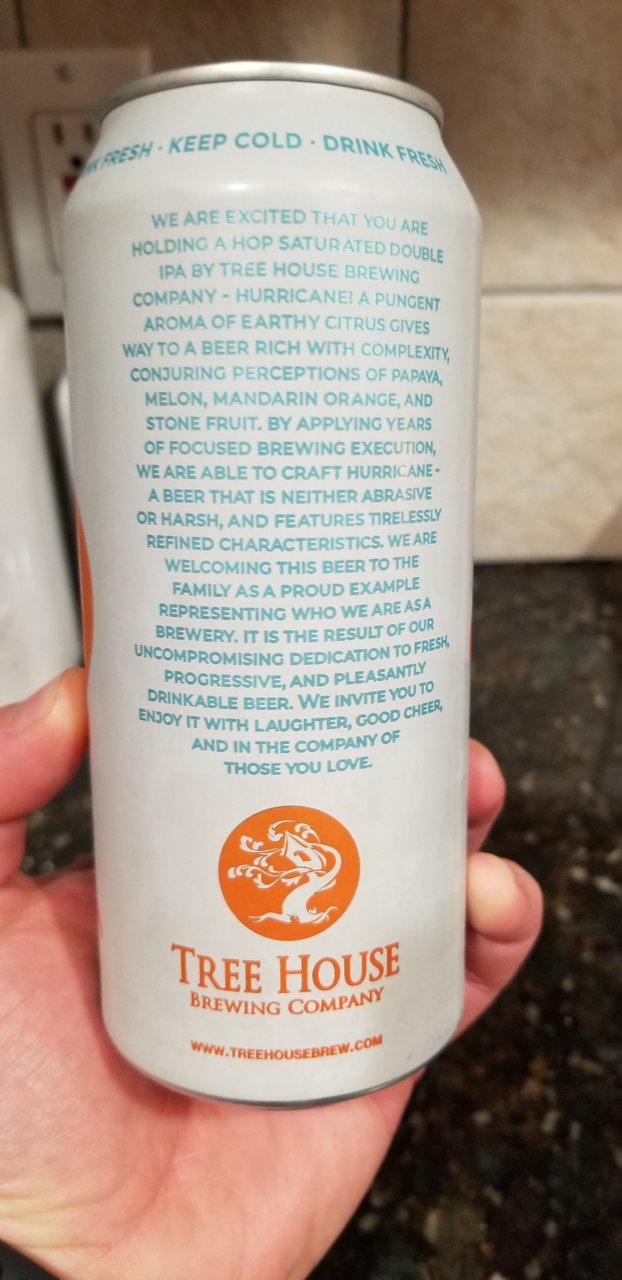 FRESH · KEEP COLD · DRINK FRESH
WE ARE EXCITED THAT YOU ARE
HOLDING A HOP SATURATED DOUBLE
IPA BY TREE HOUSE BREWING
COMPANY - HURRICANE! A PUNGENT
AROMA OF EARTHY CITRUS GIVES
WAY TO A BEER RICH WITH COMPLEXITY,
CONJURING PERCEPTIONS OF PAPAYA,
MELON, MANDARIN ORANGE, AND
STONE FRUIT. BY APPLYING YEARS
OF FOCUSED BREWING EXECUTION,
WE ARE ABLE TO CRAFT HURRICANE -
A BEER THAT IS NEITHER ABRASIVE
OR HARSH, AND FEATURES TIRELESSLY
REFINED CHARACTERISTICS. WE ARE
WELCOMING THIS BEER TO THE
FAMILY AS A PROUD EXAMPLE
REPRESENTING WHO WE ARE AS A
BREWERY. IT IS THE RESULT OF OUR
UNCOMPROMISING DEDICATION TO FRESH,
PROGRESSIVE, AND PLEASANTLY
DRINKABLE BEER. WE INVITE YOU TO
ENJOY IT WITH LAUGHTER, GOOD CHEER,
AND IN THE COMPANY OF
THOSE YOU LOVE.
TREE HOUSE
BREWING COMPANY
WWW.TREEHOUSEBREW.COM